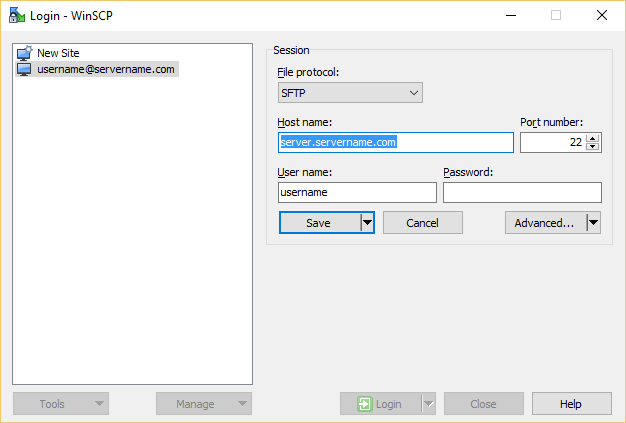 Login - WinSCP
New Site
username@servername.com
Session
File protocol:
SFTP
Host name:
Port number:
server.servername.com
22
User name:
Password:
username
Save
Cancel
Advanced...
Tools
Manage
Login
Close
Help